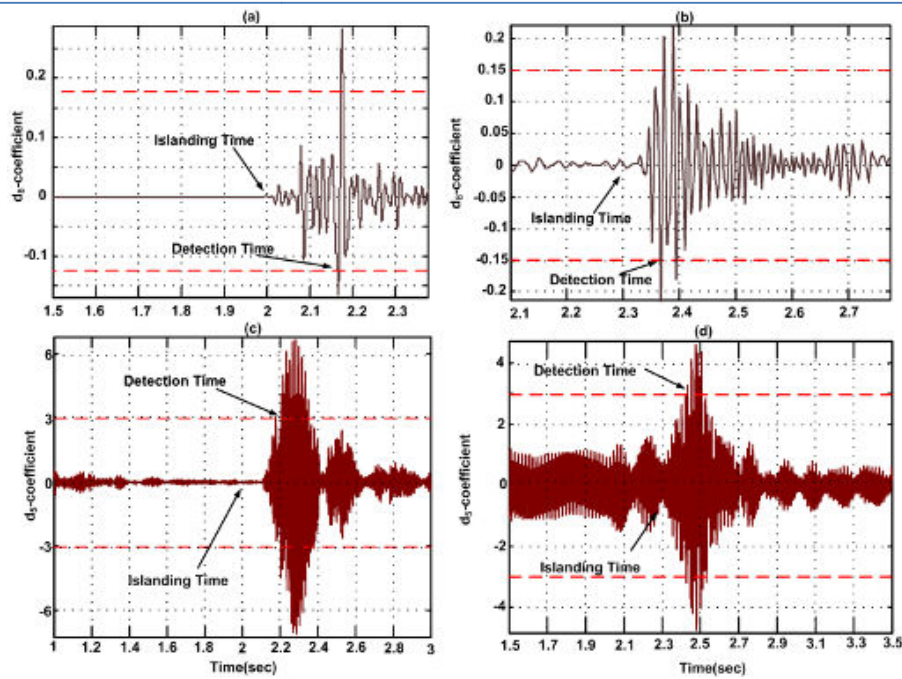 (a)
d₅-coefficient
0.2
0.1
0
-0.1
Islanding Time
Detection Time
1.5 1.6 1.7 1.8 1.9 2 2.1 2.2 2.3
(b)
d₅-coefficient
0.2
0.15
0.1
0.05
0
-0.05
-0.1
-0.15
-0.2
Islanding Time
Detection Time
2.1 2.2 2.3 2.4 2.5 2.6 2.7
(c)
d₅-coefficient
6
3
0
-3
-6
Detection Time
Islanding Time
1 1.2 1.4 1.6 1.8 2 2.2 2.4 2.6 2.8 3
Time(sec)
(d)
d₅-coefficient
4
2
0
-2
-4
Detection Time
Islanding Time
1.5 1.7 1.9 2.1 2.3 2.5 2.7 2.9 3.1 3.3 3.5
Time(sec)